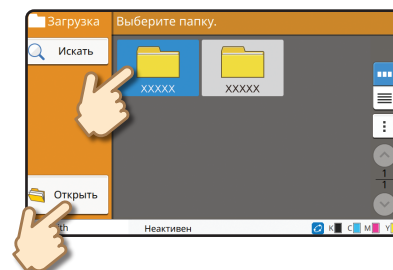 Загрузка
Выберите папку.
Искать
XXXXX
XXXXX
1
1
Открыть
Неактивен
K
C
M
Y